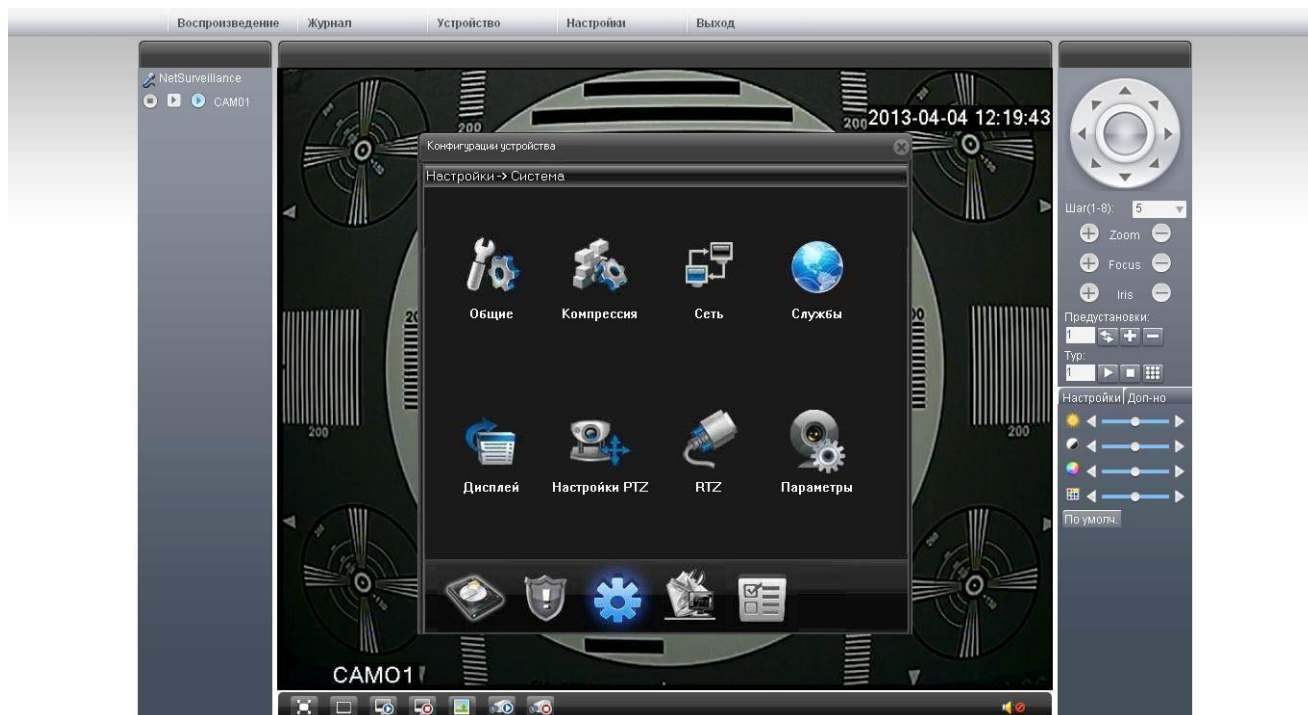 Воспроизведение Журнал Устройство Настройки Выход
NetSurveillance
CAM01
200
200
2013-04-04 12:19:43
Конфигурации устройства
Настройки -> Система
Общие Компрессия Сеть Службы
Дисплей Настройки PTZ RTZ Параметры
200
200
CAMO1
Шаг(1-8): 5
Zoom
Focus
Iris
Предустановки:
1
Тур:
1
Настройки Доп-но
По умолч.